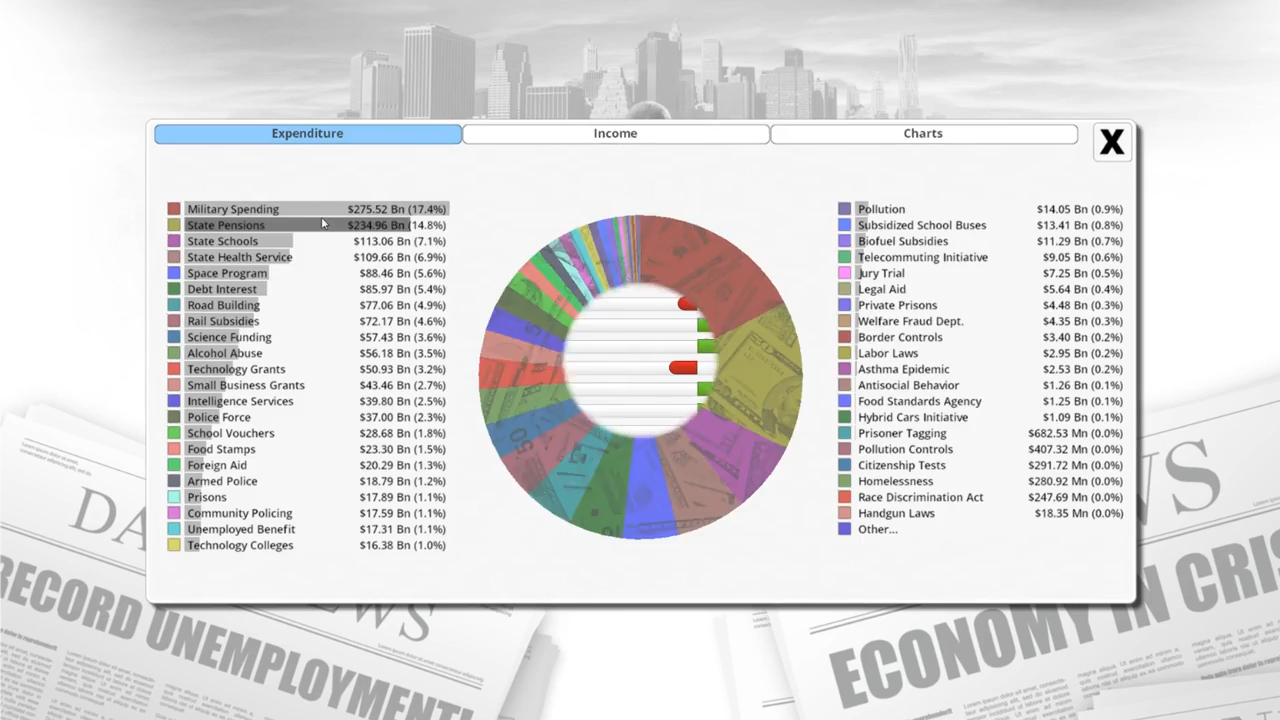 Expenditure
Income
Charts
X
Military Spending $275.52 Bn (17.4%)
State Pensions $234.96 Bn (14.8%)
State Schools $113.06 Bn (7.1%)
State Health Service $109.66 Bn (6.9%)
Space Program $88.46 Bn (5.6%)
Debt Interest $85.97 Bn (5.4%)
Road Building $77.06 Bn (4.9%)
Rail Subsidies $72.17 Bn (4.6%)
Science Funding $57.43 Bn (3.6%)
Alcohol Abuse $56.18 Bn (3.5%)
Technology Grants $50.93 Bn (3.2%)
Small Business Grants $43.46 Bn (2.7%)
Intelligence Services $39.80 Bn (2.5%)
Police Force $37.00 Bn (2.3%)
School Vouchers $28.68 Bn (1.8%)
Food Stamps $23.30 Bn (1.5%)
Foreign Aid $20.29 Bn (1.3%)
Armed Police $18.79 Bn (1.2%)
Prisons $17.89 Bn (1.1%)
Community Policing $17.59 Bn (1.1%)
Unemployed Benefit $17.31 Bn (1.1%)
Technology Colleges $16.38 Bn (1.0%)
Pollution $14.05 Bn (0.9%)
Subsidized School Buses $13.41 Bn (0.8%)
Biofuel Subsidies $11.29 Bn (0.7%)
Telecommuting Initiative $9.05 Bn (0.6%)
Jury Trial $7.25 Bn (0.5%)
Legal Aid $5.64 Bn (0.4%)
Private Prisons $4.48 Bn (0.3%)
Welfare Fraud Dept. $4.35 Bn (0.3%)
Border Controls $3.40 Bn (0.2%)
Labor Laws $2.95 Bn (0.2%)
Asthma Epidemic $2.53 Bn (0.2%)
Antisocial Behavior $1.26 Bn (0.1%)
Food Standards Agency $1.25 Bn (0.1%)
Hybrid Cars Initiative $1.09 Bn (0.1%)
Prisoner Tagging $682.53 Mn (0.0%)
Pollution Controls $407.32 Mn (0.0%)
Citizenship Tests $291.72 Mn (0.0%)
Homelessness $280.92 Mn (0.0%)
Race Discrimination Act $247.69 Mn (0.0%)
Handgun Laws $18.35 Mn (0.0%)
Other...
RECORD UNEMPLOYMENT!
ECONOMY IN CRIS